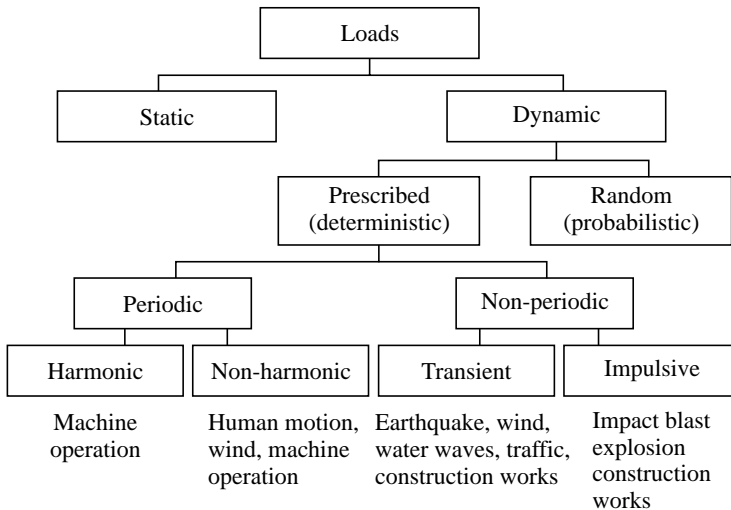 Loads
Static
Dynamic
Prescribed
(deterministic)
Random
(probabilistic)
Periodic
Non-periodic
Harmonic
Non-harmonic
Transient
Impulsive
Machine
operation
Human motion,
wind, machine
operation
Earthquake, wind,
water waves, traffic,
construction works
Impact blast
explosion
construction
works